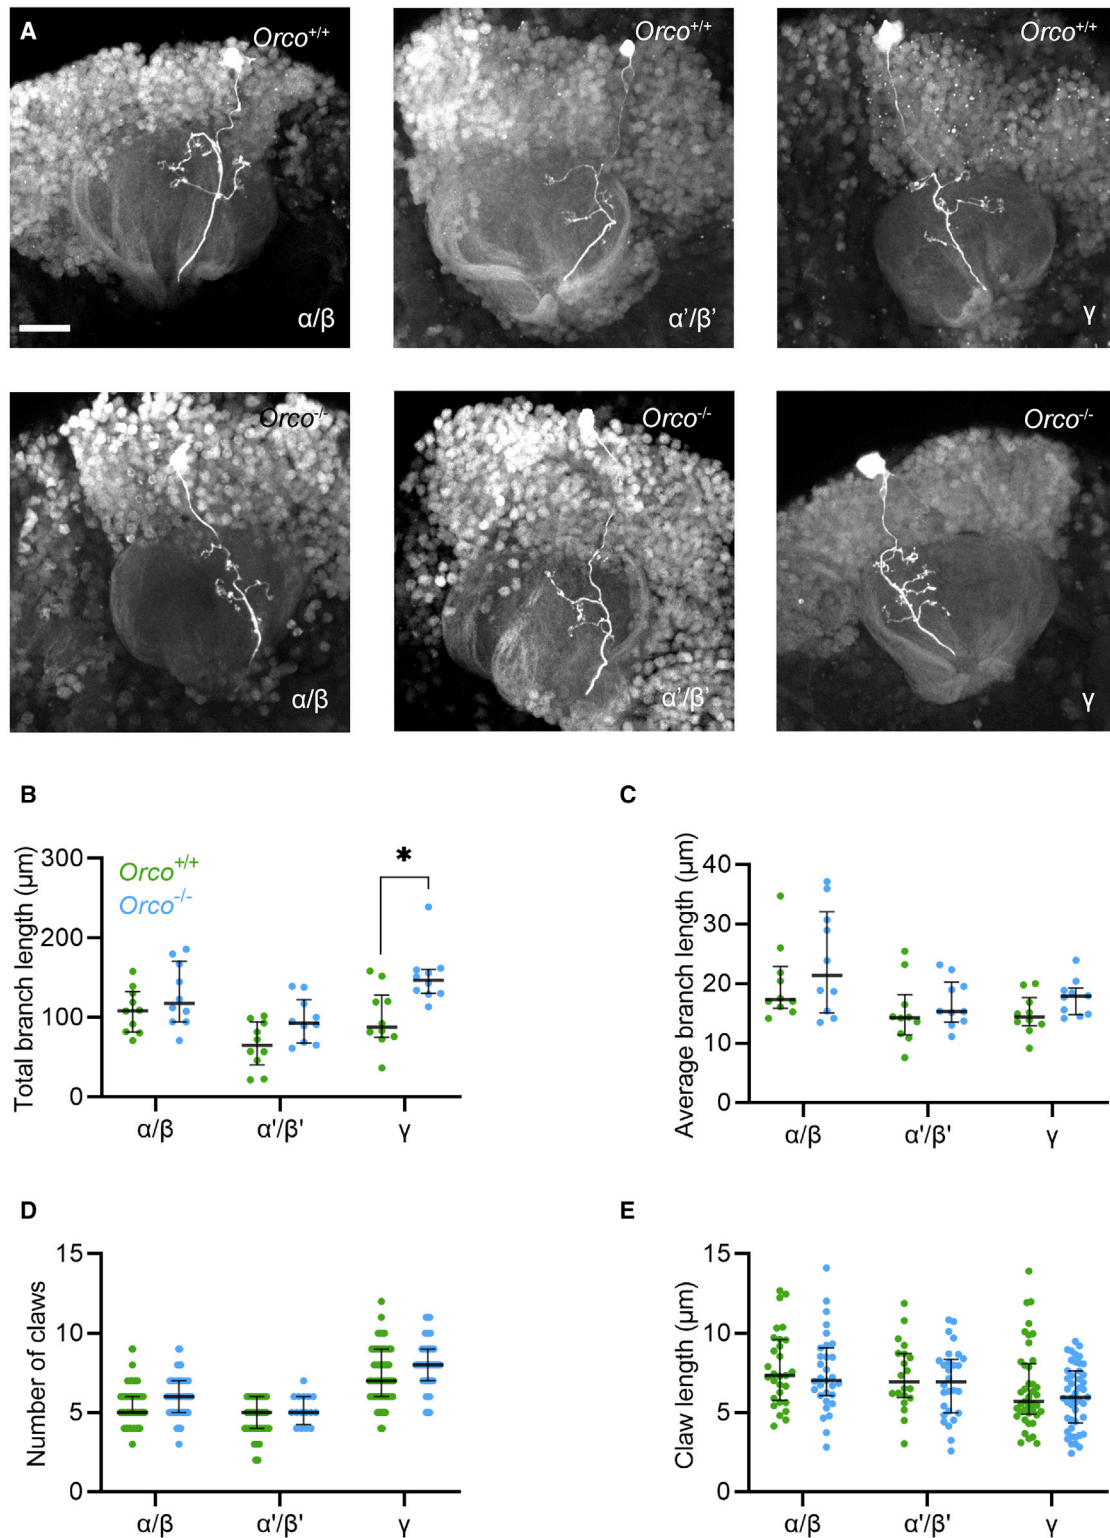 A
Orco+/+
Orco+/+
Orco+/+
α/β
α'/β'
γ
Orco-/-
Orco-/-
Orco-/-
α/β
α'/β'
γ
B
Total branch length (µm)
300
200
100
0
Orco+/+
Orco-/-
*
α/β
α'/β'
γ
C
Average branch length (µm)
40
30
20
10
0
α/β
α'/β'
γ
D
Number of claws
15
10
5
0
α/β
α'/β'
γ
E
Claw length (µm)
15
10
5
0
α/β
α'/β'
γ